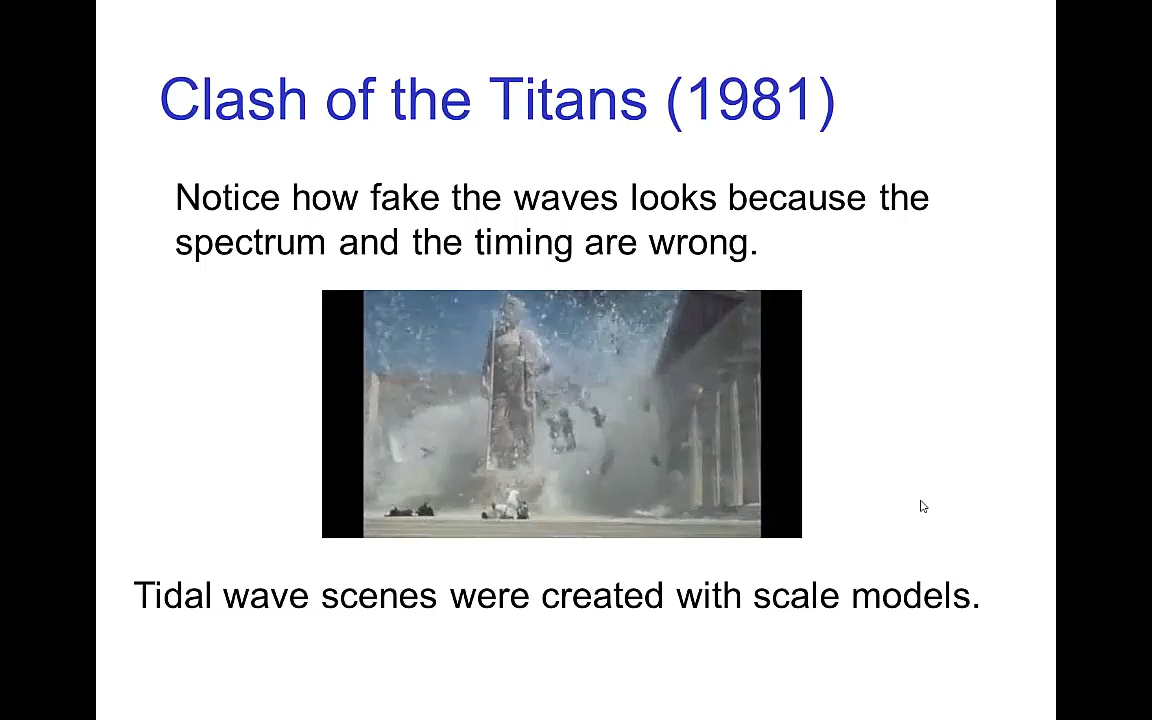 Clash of the Titans (1981)
Notice how fake the waves looks because the
spectrum and the timing are wrong.
Tidal wave scenes were created with scale models.